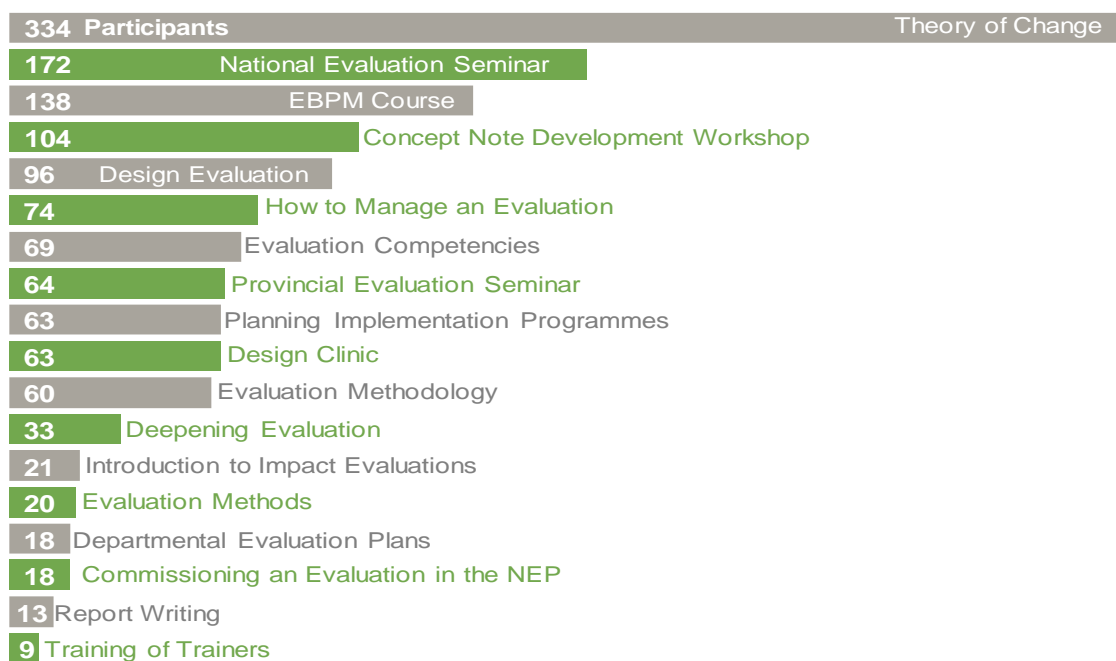 334 Participants Theory of Change
172 National Evaluation Seminar
138 EBPM Course
104 Concept Note Development Workshop
96 Design Evaluation
74 How to Manage an Evaluation
69 Evaluation Competencies
64 Provincial Evaluation Seminar
63 Planning Implementation Programmes
63 Design Clinic
60 Evaluation Methodology
33 Deepening Evaluation
21 Introduction to Impact Evaluations
20 Evaluation Methods
18 Departmental Evaluation Plans
18 Commissioning an Evaluation in the NEP
13 Report Writing
9 Training of Trainers